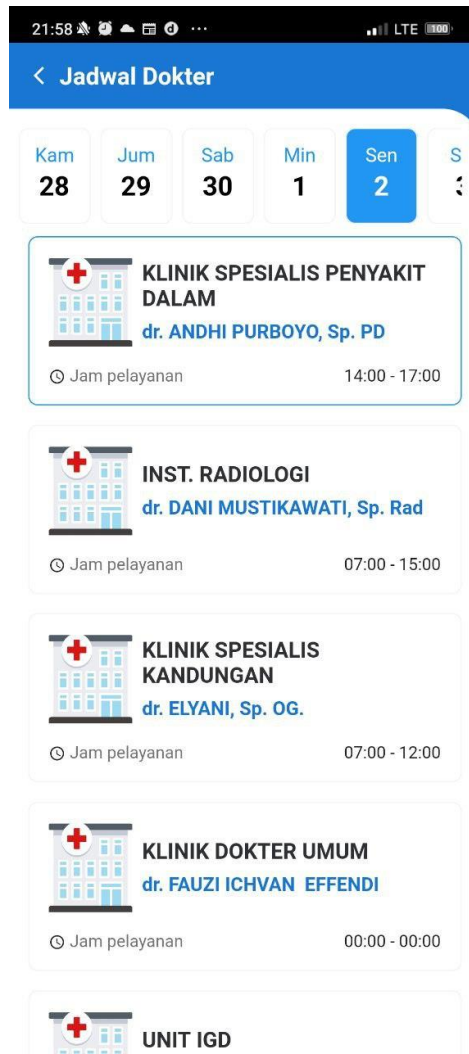 21:58
LTE 100
< Jadwal Dokter
Kam Jum Sab Min Sen S
28 29 30 1 2
KLINIK SPESIALIS PENYAKIT
DALAM
dr. ANDHI PURBOYO, Sp. PD
Jam pelayanan 14:00 - 17:00
INST. RADIOLOGI
dr. DANI MUSTIKAWATI, Sp. Rad
Jam pelayanan 07:00 - 15:00
KLINIK SPESIALIS
KANDUNGAN
dr. ELYANI, Sp. OG.
Jam pelayanan 07:00 - 12:00
KLINIK DOKTER UMUM
dr. FAUZI ICHVAN EFFENDI
Jam pelayanan 00:00 - 00:00
UNIT IGD